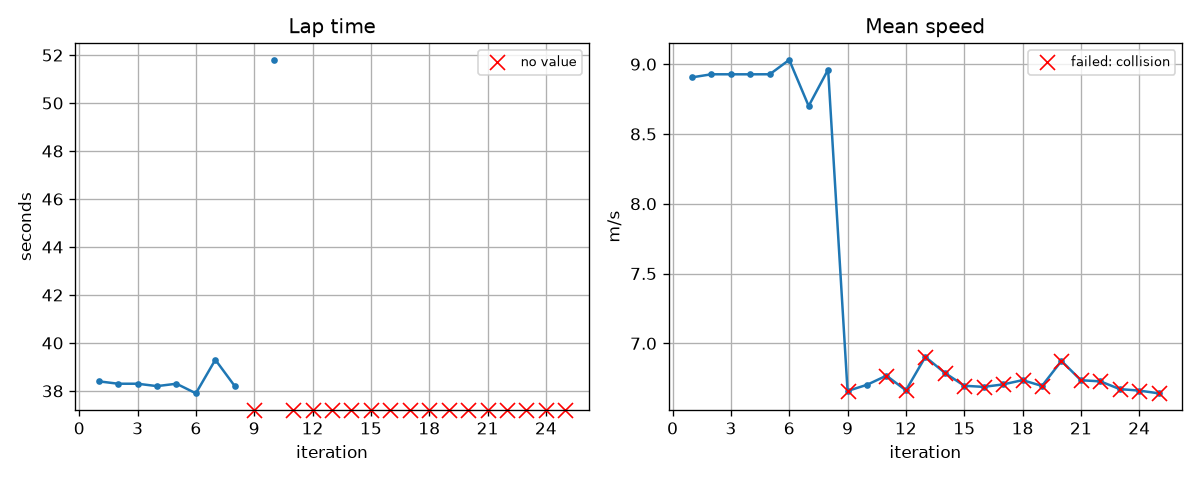 Lap time
52
50
48
46
44
42
40
38
seconds
no value
0 3 6 9 12 15 18 21 24
iteration
Mean speed
9.0
8.5
8.0
7.5
7.0
m/s
failed: collision
0 3 6 9 12 15 18 21 24
iteration